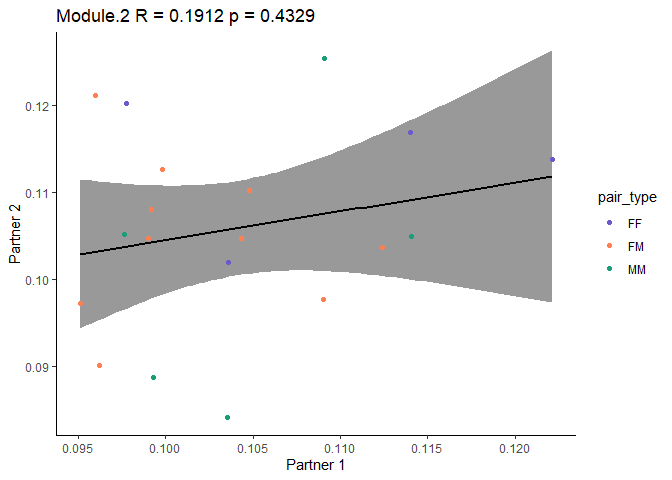 Module.2 R = 0.1912 p = 0.4329
0.12
0.11
0.10
0.09
Partner 2
0.095 0.100 0.105 0.110 0.115 0.120
Partner 1
pair_type
FF
FM
MM